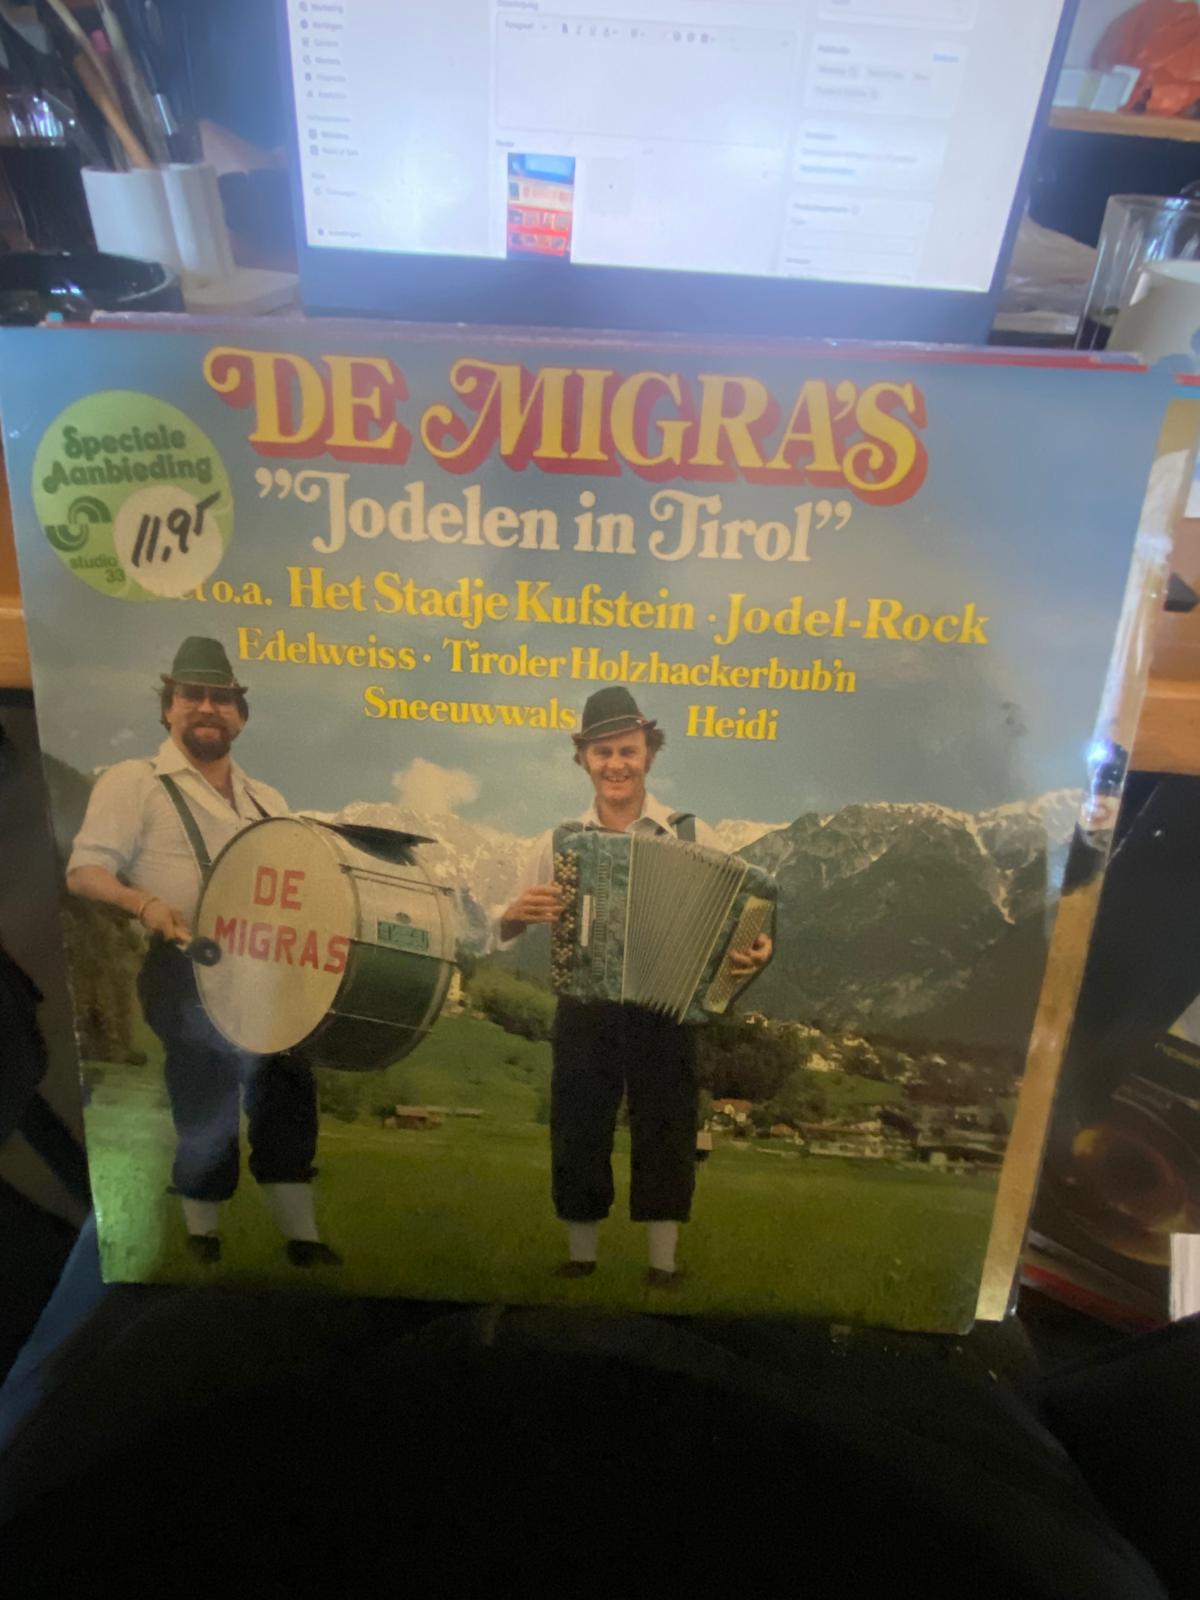 DE MIGRA'S
"Jodelen in Tirol"
Speciale
Aanbieding
11,95
studio
33
o.a. Het Stadje Kufstein · Jodel-Rock
Edelweiss · Tiroler Holzhackerbub'n
Sneeuwwals Heidi
DE
MIGRAS